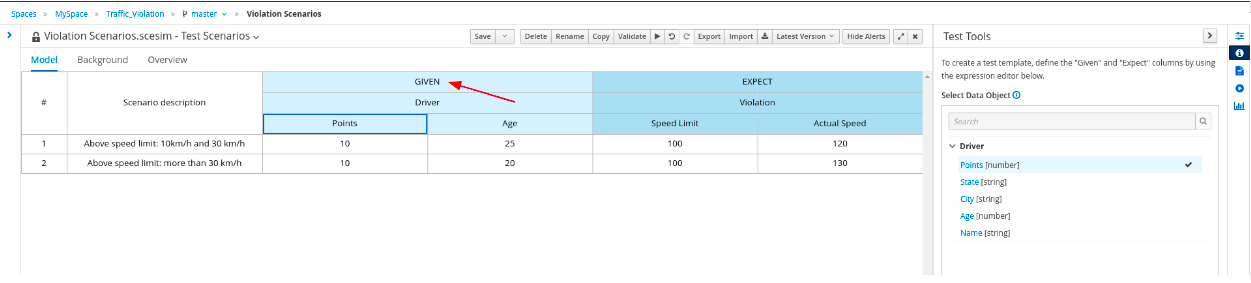 Spaces » MySpace » Traffic_Violation » master » Violation Scenarios
Violation Scenarios.scesim - Test Scenarios
Save Delete Rename Copy Validate Export Import Latest Version Hide Alerts
Test Tools
Model Background Overview
To create a test template, define the "Given" and "Expect" columns by using
the expression editor below.
Select Data Object
Search
# Scenario description GIVEN EXPECT
Driver Violation
Points Age Speed Limit Actual Speed
1 Above speed limit: 10km/h and 30 km/h 10 25 100 120
2 Above speed limit: more than 30 km/h 10 20 100 130
Driver
Points [number]
State [string]
City [string]
Age [number]
Name [string]